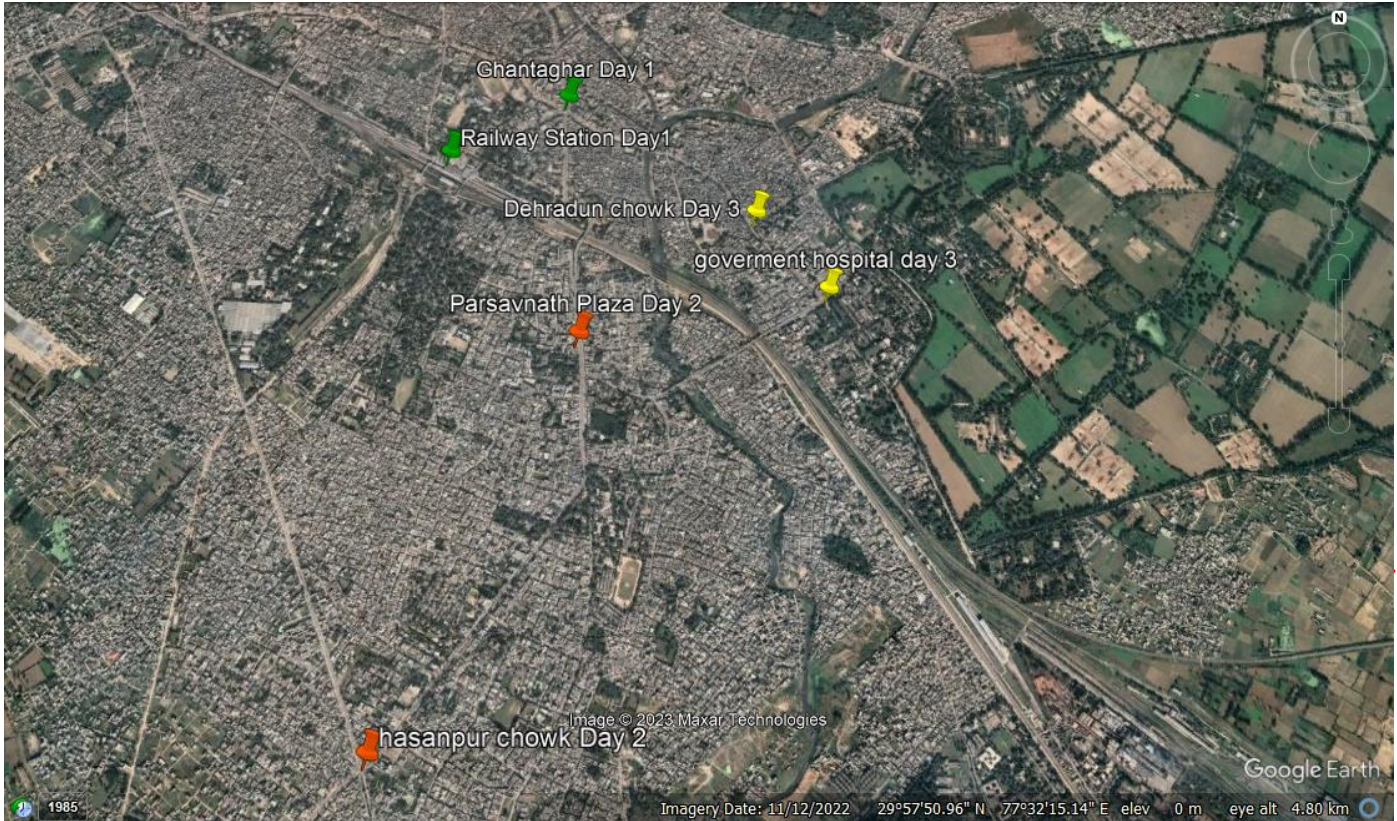 N
Ghantaghar Day 1
Railway Station Day1
Dehradun chowk Day 3
goverment hospital day 3
Parsavnath Plaza Day 2
Image © 2023 Maxar Technologies
hasanpur chowk Day 2
Google Earth
1985
Imagery Date: 11/12/2022 29°57'50.96" N 77°32'15.14" E elev 0 m eye alt 4.80 km